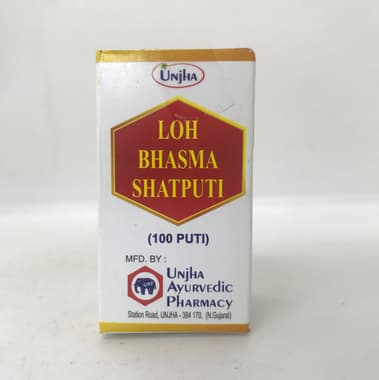 UNJHA
LOH
BHASMA
SHATPUTI
(100 PUTI)
MFD. BY :
UNJHA
AYURVEDIC
PHARMACY
Station Road, UNJHA - 384 170. (N.Gujarat)